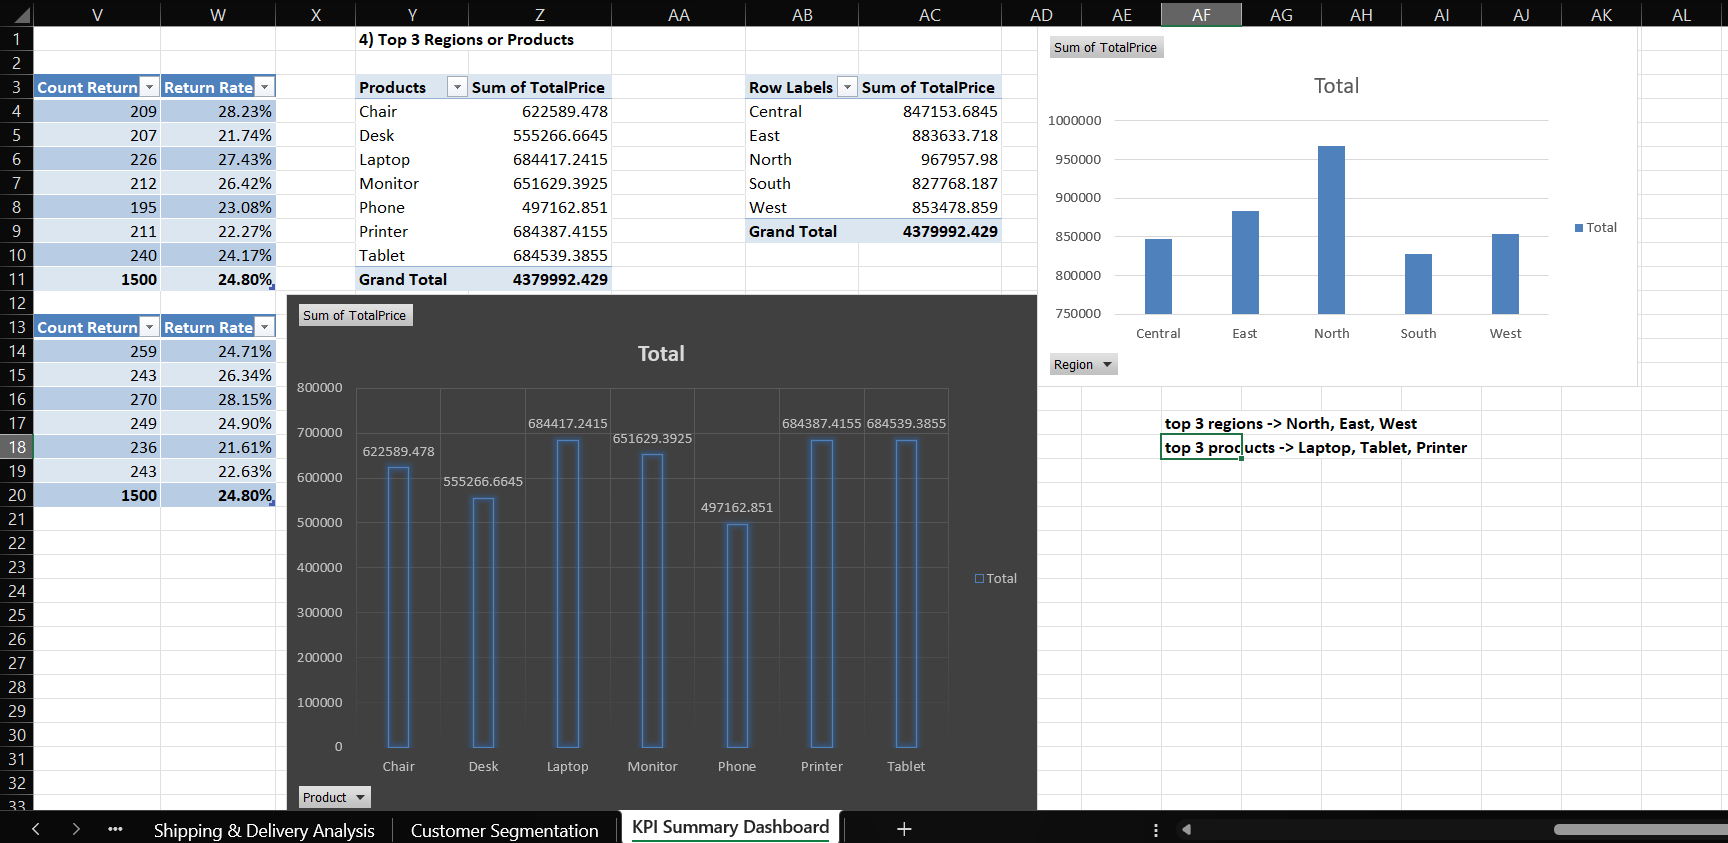 V W X Y Z AA AB AC AD AE AF AG AH AI AJ AK AL
1 4) Top 3 Regions or Products
2
3 Count Return Return Rate Products Sum of TotalPrice Row Labels Sum of TotalPrice
4 209 28.23% Chair 622589.478 Central 847153.6845
5 207 21.74% Desk 555266.6645 East 883633.718
6 226 27.43% Laptop 684417.2415 North 967957.98
7 212 26.42% Monitor 651629.3925 South 827768.187
8 195 23.08% Phone 497162.851 West 853478.859
9 211 22.27% Printer 684387.4155 Grand Total 4379992.429
10 240 24.17% Tablet 684539.3855
11 1500 24.80% Grand Total 4379992.429
12
13 Count Return Return Rate
14 259 24.71%
15 243 26.34%
16 270 28.15%
17 249 24.90%
18 236 21.61%
19 243 22.63%
20 1500 24.80%
21
22
23
24
25
26
27
28
29
30
31
32
33
Sum of TotalPrice
Total
1000000
950000
900000
850000
800000
750000
Central East North South West
Total
Region
top 3 regions -> North, East, West
top 3 products -> Laptop, Tablet, Printer
Sum of TotalPrice
Total
800000
700000
600000
500000
400000
300000
200000
100000
0
622589.478
555266.6645
684417.2415
651629.3925
497162.851
684387.4155
684539.3855
Chair Desk Laptop Monitor Phone Printer Tablet
Total
Product
Shipping & Delivery Analysis Customer Segmentation KPI Summary Dashboard